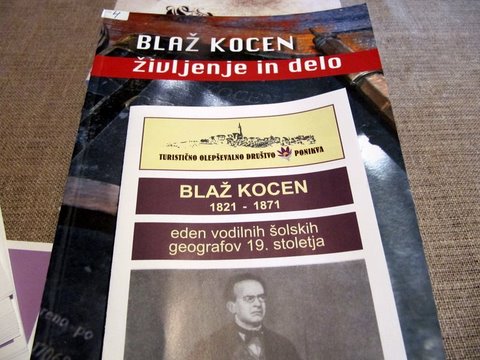 4
BLAŽ KOCEN
življenje in delo
TURISTIČNO OLEPŠEVALNO DRUŠTVO PONIKVA
BLAŽ KOCEN
1821 - 1871
eden vodilnih šolskih
geografov 19. stoletja